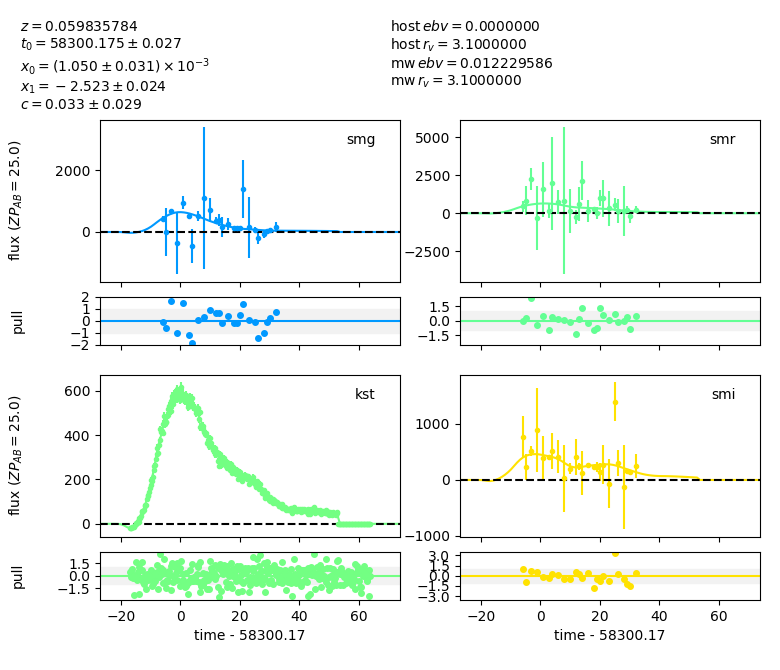 z = 0.059835784
t₀ = 58300.175 ± 0.027
x₀ = (1.050 ± 0.031) × 10⁻³
x₁ = −2.523 ± 0.024
c = 0.033 ± 0.029
host ebv = 0.0000000
host r_v = 3.1000000
mw ebv = 0.012229586
mw r_v = 3.1000000
flux (ZP_AB = 25.0)
2000
0
smg
5000
2500
0
−2500
smr
pull
2
1
0
−1
−2
1.5
0.0
−1.5
flux (ZP_AB = 25.0)
600
400
200
0
kst
1000
0
−1000
smi
pull
1.5
0.0
−1.5
3.0
1.5
0.0
−1.5
−3.0
−20 0 20 40 60
−20 0 20 40 60
time - 58300.17
time - 58300.17